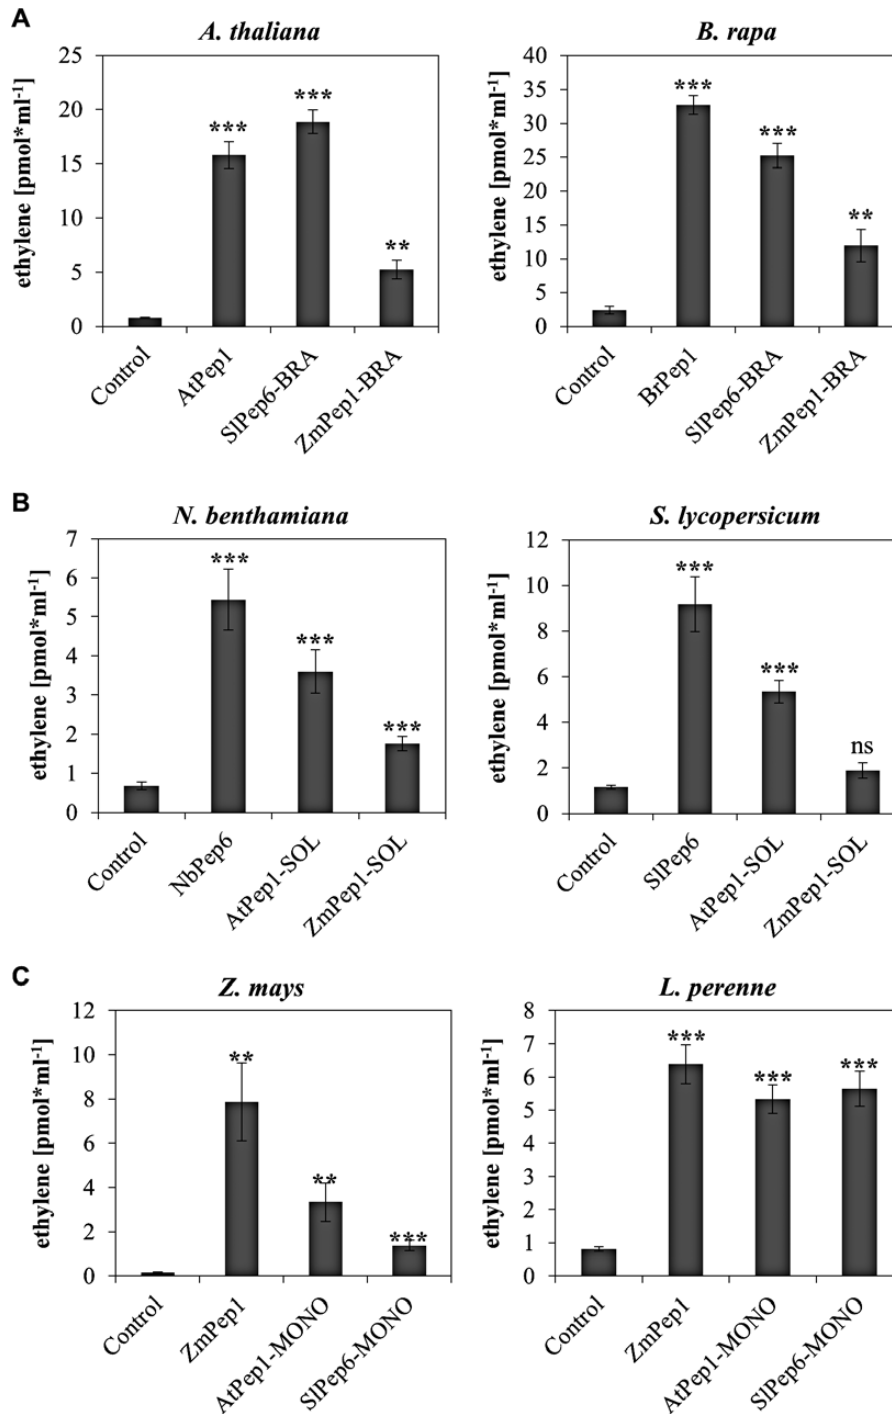 A
A. thaliana
ethylene [pmol*ml-1]
25
20
15
10
5
0
***
***
**
Control
AtPep1
SlPep6-BRA
ZmPep1-BRA
B. rapa
ethylene [pmol*ml-1]
40
35
30
25
20
15
10
5
0
***
***
**
Control
BrPep1
SlPep6-BRA
ZmPep1-BRA
B
N. benthamiana
ethylene [pmol*ml-1]
7
6
5
4
3
2
1
0
***
***
***
Control
NbPep6
AtPep1-SOL
ZmPep1-SOL
S. lycopersicum
ethylene [pmol*ml-1]
12
10
8
6
4
2
0
***
***
ns
Control
SlPep6
AtPep1-SOL
ZmPep1-SOL
C
Z. mays
ethylene [pmol*ml-1]
12
10
8
6
4
2
0
**
**
***
Control
ZmPep1
AtPep1-MONO
SlPep6-MONO
L. perenne
ethylene [pmol*ml-1]
8
7
6
5
4
3
2
1
0
***
***
***
Control
ZmPep1
AtPep1-MONO
SlPep6-MONO